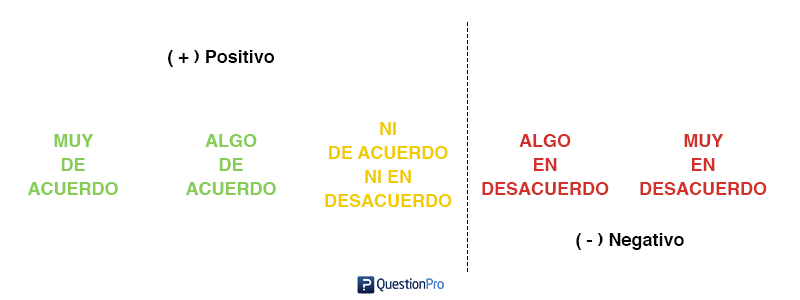 ( + ) Positivo
MUY
DE
ACUERDO
ALGO
DE
ACUERDO
NI
DE ACUERDO
NI EN
DESACUERDO
ALGO
EN
DESACUERDO
MUY
EN
DESACUERDO
( - ) Negativo
QuestionPro